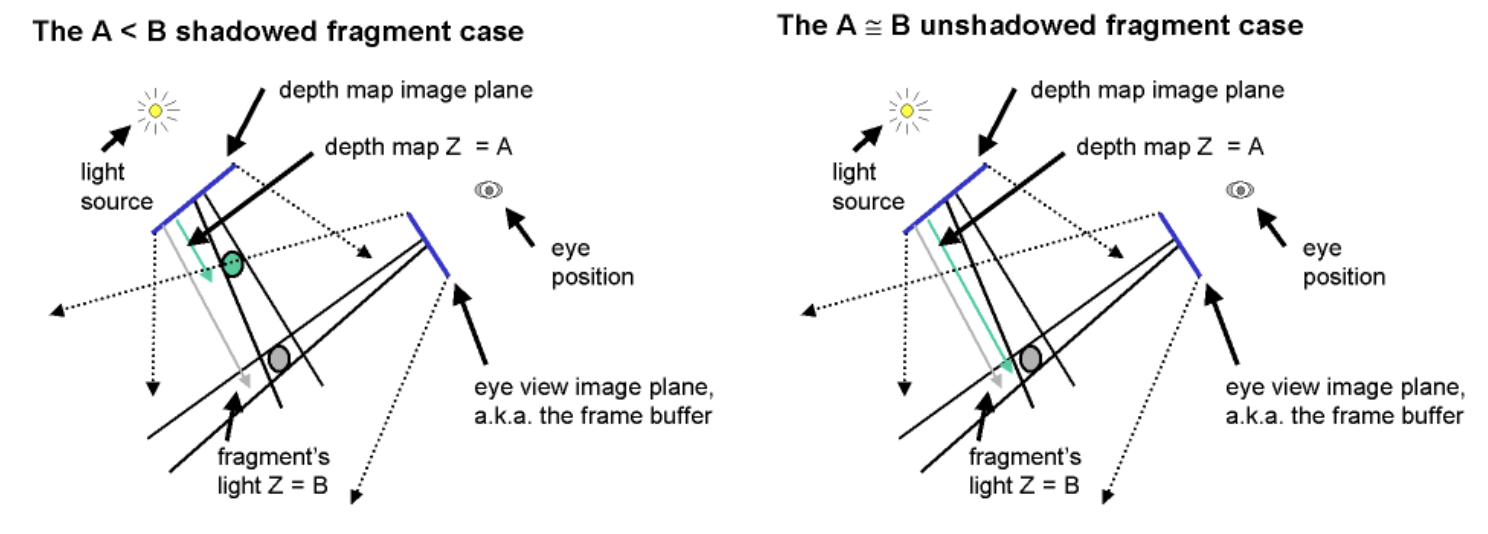 The A < B shadowed fragment case
depth map image plane
depth map Z = A
light
source
eye
position
eye view image plane,
a.k.a. the frame buffer
fragment's
light Z = B
The A ≅ B unshadowed fragment case
depth map image plane
depth map Z = A
light
source
eye
position
eye view image plane,
a.k.a. the frame buffer
fragment's
light Z = B